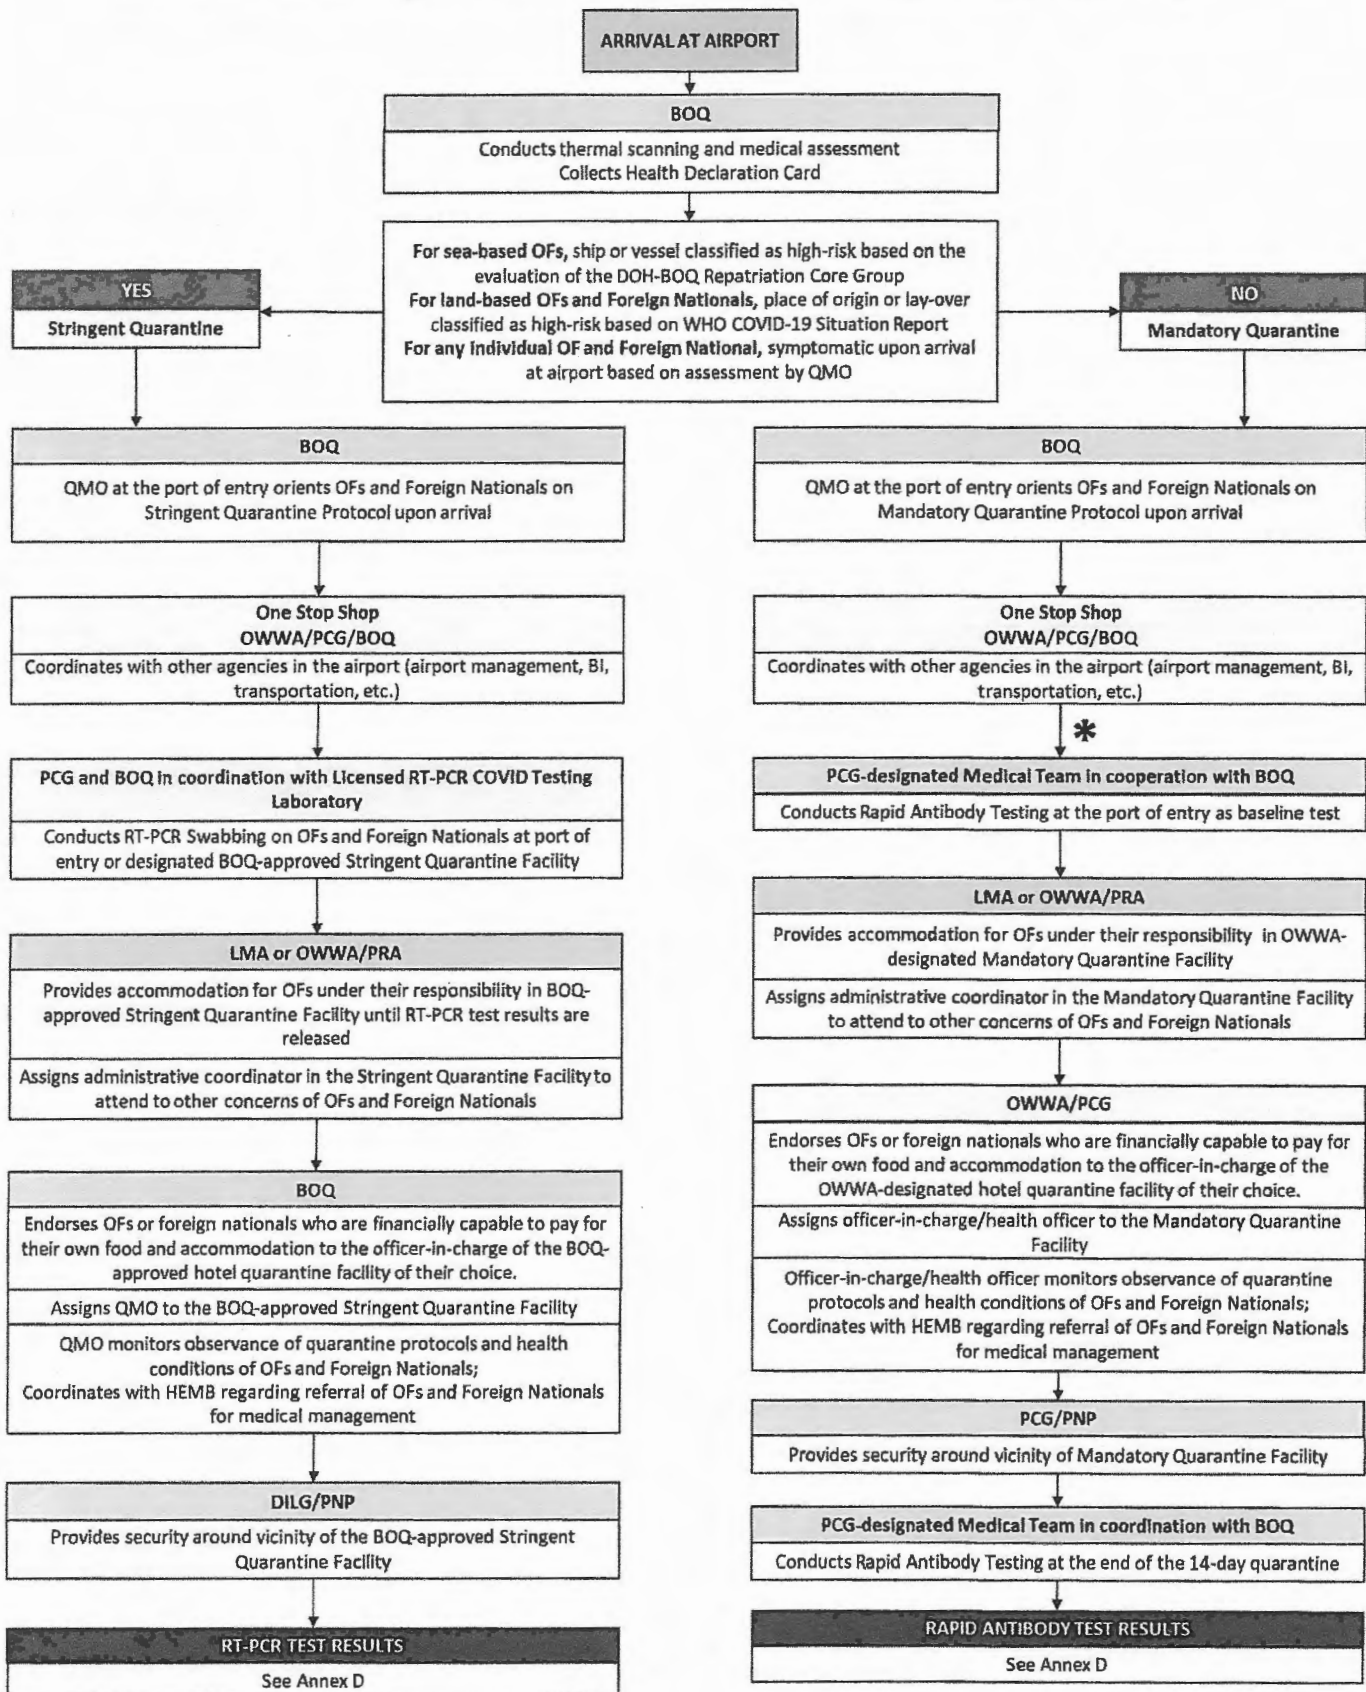 ARRIVAL AT AIRPORT
BOQ
Conducts thermal scanning and medical assessment
Collects Health Declaration Card
For sea-based OFs, ship or vessel classified as high-risk based on the
evaluation of the DOH-BOQ Repatriation Core Group
For land-based OFs and Foreign Nationals, place of origin or lay-over
classified as high-risk based on WHO COVID-19 Situation Report
For any individual OF and Foreign National, symptomatic upon arrival
at airport based on assessment by QMO
YES
Stringent Quarantine
NO
Mandatory Quarantine
BOQ
QMO at the port of entry orients OFs and Foreign Nationals on
Stringent Quarantine Protocol upon arrival
One Stop Shop
OWWA/PCG/BOQ
Coordinates with other agencies in the airport (airport management, BI,
transportation, etc.)
PCG and BOQ in coordination with Licensed RT-PCR COVID Testing
Laboratory
Conducts RT-PCR Swabbing on OFs and Foreign Nationals at port of
entry or designated BOQ-approved Stringent Quarantine Facility
LMA or OWWA/PRA
Provides accommodation for OFs under their responsibility in BOQ-
approved Stringent Quarantine Facility until RT-PCR test results are
released
Assigns administrative coordinator in the Stringent Quarantine Facility to
attend to other concerns of OFs and Foreign Nationals
BOQ
Endorses OFs or foreign nationals who are financially capable to pay for
their own food and accommodation to the officer-in-charge of the BOQ-
approved hotel quarantine facility of their choice.
Assigns QMO to the BOQ-approved Stringent Quarantine Facility
QMO monitors observance of quarantine protocols and health
conditions of OFs and Foreign Nationals;
Coordinates with HEMB regarding referral of OFs and Foreign Nationals
for medical management
DILG/PNP
Provides security around vicinity of the BOQ-approved Stringent
Quarantine Facility
RT-PCR TEST RESULTS
See Annex D
BOQ
QMO at the port of entry orients OFs and Foreign Nationals on
Mandatory Quarantine Protocol upon arrival
One Stop Shop
OWWA/PCG/BOQ
Coordinates with other agencies in the airport (airport management, BI,
transportation, etc.)
*
PCG-designated Medical Team in cooperation with BOQ
Conducts Rapid Antibody Testing at the port of entry as baseline test
LMA or OWWA/PRA
Provides accommodation for OFs under their responsibility in OWWA-
designated Mandatory Quarantine Facility
Assigns administrative coordinator in the Mandatory Quarantine Facility
to attend to other concerns of OFs and Foreign Nationals
OWWA/PCG
Endorses OFs or foreign nationals who are financially capable to pay for
their own food and accommodation to the officer-in-charge of the
OWWA-designated hotel quarantine facility of their choice.
Assigns officer-in-charge/health officer to the Mandatory Quarantine
Facility
Officer-in-charge/health officer monitors observance of quarantine
protocols and health conditions of OFs and Foreign Nationals;
Coordinates with HEMB regarding referral of OFs and Foreign Nationals
for medical management
PCG/PNP
Provides security around vicinity of Mandatory Quarantine Facility
PCG-designated Medical Team in coordination with BOQ
Conducts Rapid Antibody Testing at the end of the 14-day quarantine
RAPID ANTIBODY TEST RESULTS
See Annex D